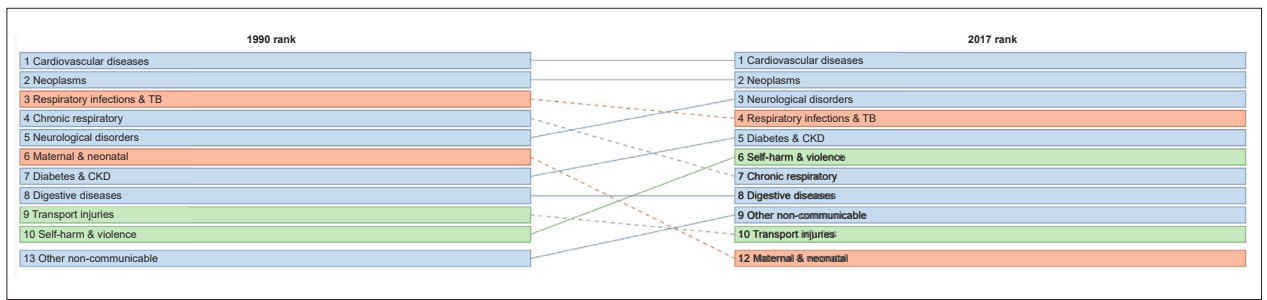 1990 rank
1 Cardiovascular diseases
2 Neoplasms
3 Respiratory infections & TB
4 Chronic respiratory
5 Neurological disorders
6 Maternal & neonatal
7 Diabetes & CKD
8 Digestive diseases
9 Transport injuries
10 Self-harm & violence
13 Other non-communicable
2017 rank
1 Cardiovascular diseases
2 Neoplasms
3 Neurological disorders
4 Respiratory infections & TB
5 Diabetes & CKD
6 Self-harm & violence
7 Chronic respiratory
8 Digestive diseases
9 Other non-communicable
10 Transport injuries
12 Maternal & neonatal